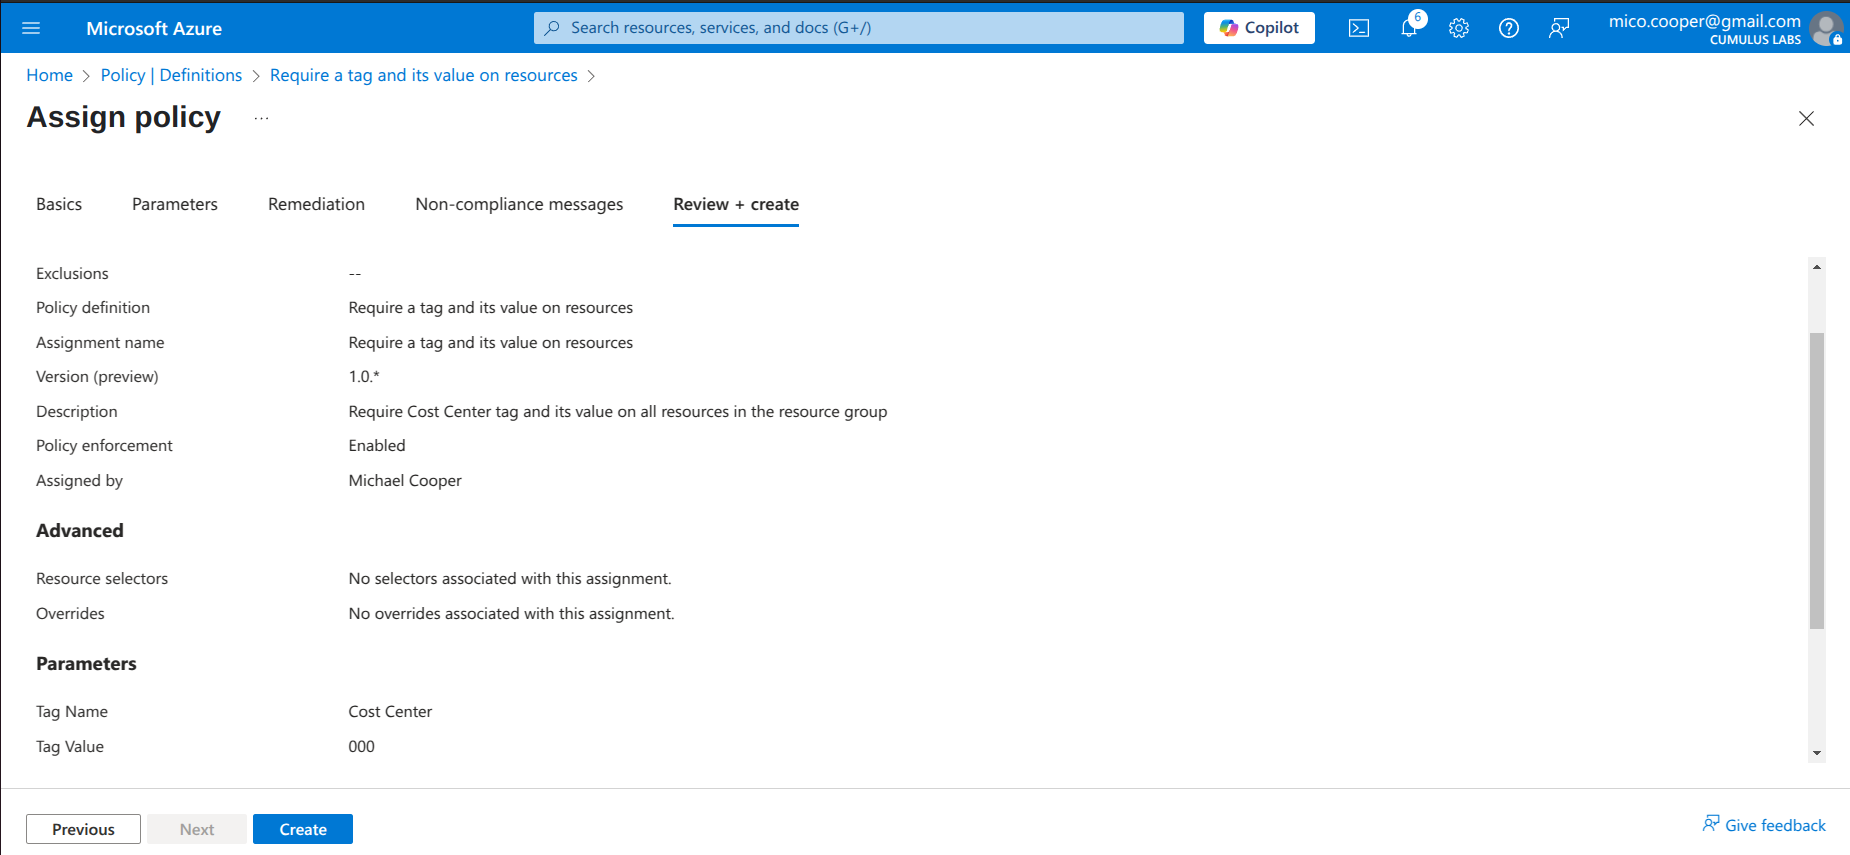 Microsoft Azure
Search resources, services, and docs (G+/)
Copilot
6
mico.cooper@gmail.com
CUMULUS LABS
Home > Policy | Definitions > Require a tag and its value on resources >
Assign policy ...
Basics Parameters Remediation Non-compliance messages Review + create
Exclusions --
Policy definition Require a tag and its value on resources
Assignment name Require a tag and its value on resources
Version (preview) 1.0.*
Description Require Cost Center tag and its value on all resources in the resource group
Policy enforcement Enabled
Assigned by Michael Cooper
Advanced
Resource selectors No selectors associated with this assignment.
Overrides No overrides associated with this assignment.
Parameters
Tag Name Cost Center
Tag Value 000
Previous Next Create Give feedback